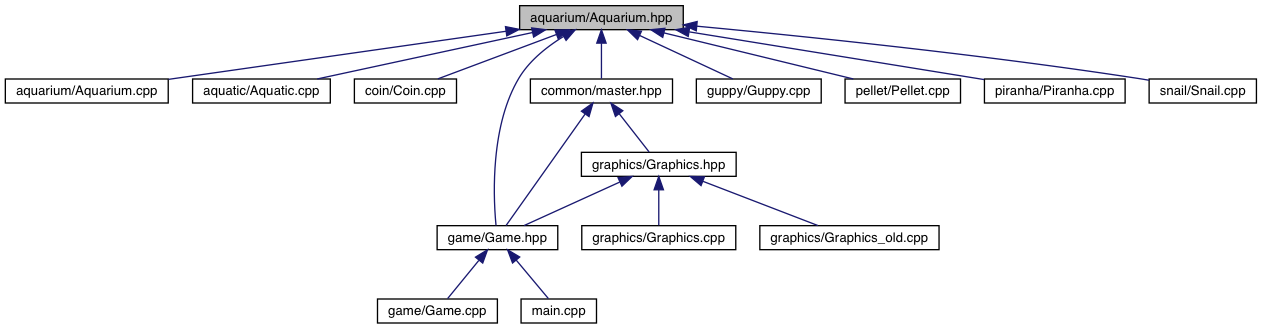 aquarium/Aquarium.hpp
aquarium/Aquarium.cpp
aquatic/Aquatic.cpp
coin/Coin.cpp
common/master.hpp
guppy/Guppy.cpp
pellet/Pellet.cpp
piranha/Piranha.cpp
snail/Snail.cpp
graphics/Graphics.hpp
game/Game.hpp
graphics/Graphics.cpp
graphics/Graphics_old.cpp
game/Game.cpp
main.cpp